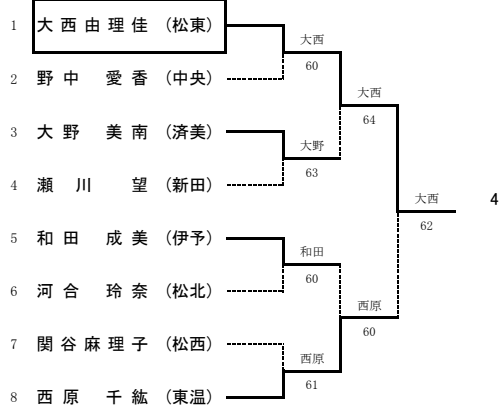 1 大西由理佳 (松東)
大西
2 野中 愛香 (中央)
60
大西
3 大野 美南 (済美)
64
大野
4 瀬川 望 (新田)
63
大西
4
62
5 和田 成美 (伊予)
和田
6 河合 玲奈 (松北)
60
西原
7 関谷麻理子 (松西)
60
西原
8 西原 千紘 (東温)
61